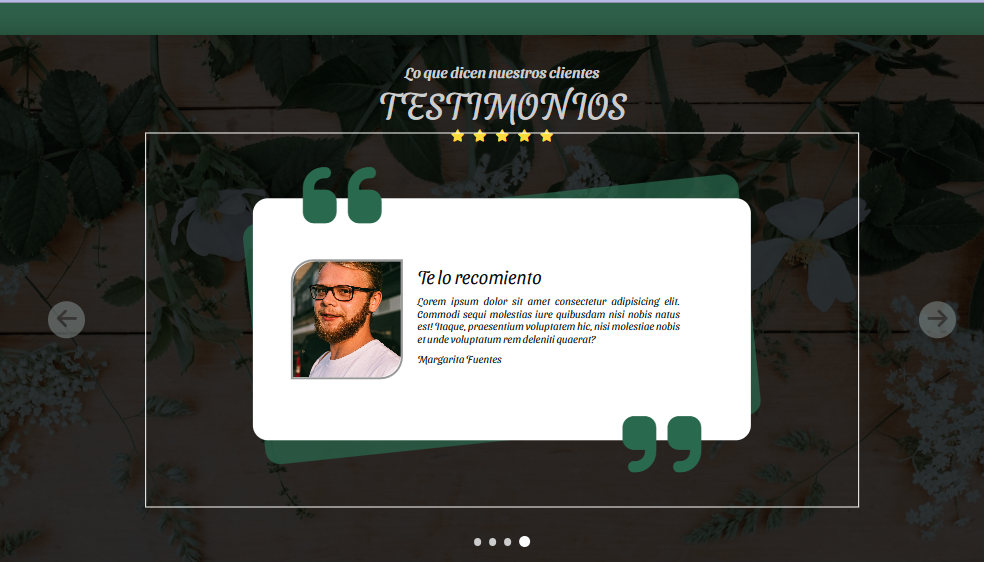 Lo que dicen nuestros clientes
TESTIMONIOS
Te lo recomiento
Lorem ipsum dolor sit amet consectetur adipisicing elit.
Commodi sequi molestias iure quibusdam nisi nobis natus
est! Itaque, praesentium voluptatem hic, nisi molestiae nobis
et unde voluptatum rem deleniti quaerat?
Margarita Fuentes